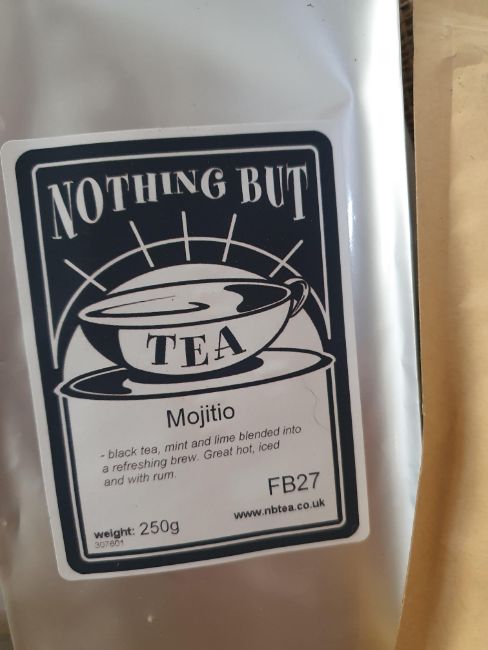 NOTHING BUT
TEA
Mojitio
- black tea, mint and lime blended into
a refreshing brew. Great hot, iced
and with rum.
FB27
www.nbtea.co.uk
weight: 250g
307601